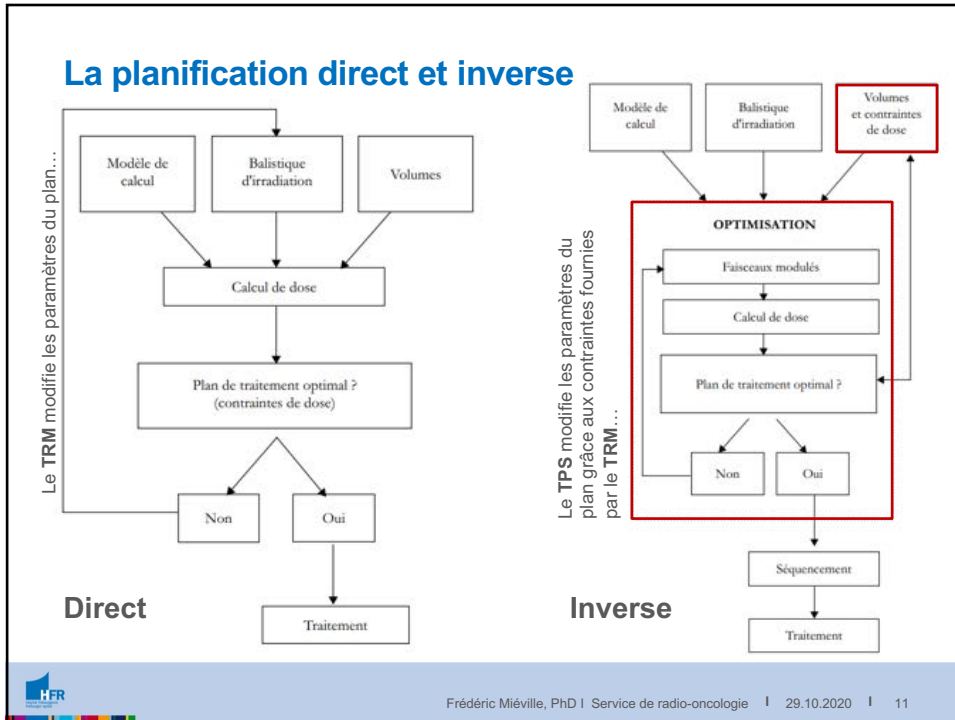 La planification direct et inverse
Le TRM modifie les paramètres du plan…
Modèle de
calcul
Balistique
d'irradiation
Volumes
Calcul de dose
Plan de traitement optimal ?
(contraintes de dose)
Non
Oui
Traitement
Direct
Modèle de
calcul
Balistique
d'irradiation
Volumes
et contraintes
de dose
Le TPS modifie les paramètres du
plan grâce aux contraintes fournies
par le TRM…
OPTIMISATION
Faisceaux modulés
Calcul de dose
Plan de traitement optimal ?
Non
Oui
Séquencement
Traitement
Inverse
HFR
Frédéric Miéville, PhD I Service de radio-oncologie I 29.10.2020 I 11